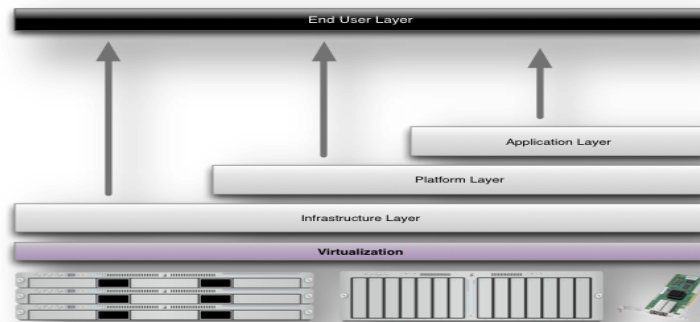 End User Layer
Application Layer
Platform Layer
Infrastructure Layer
Virtualization